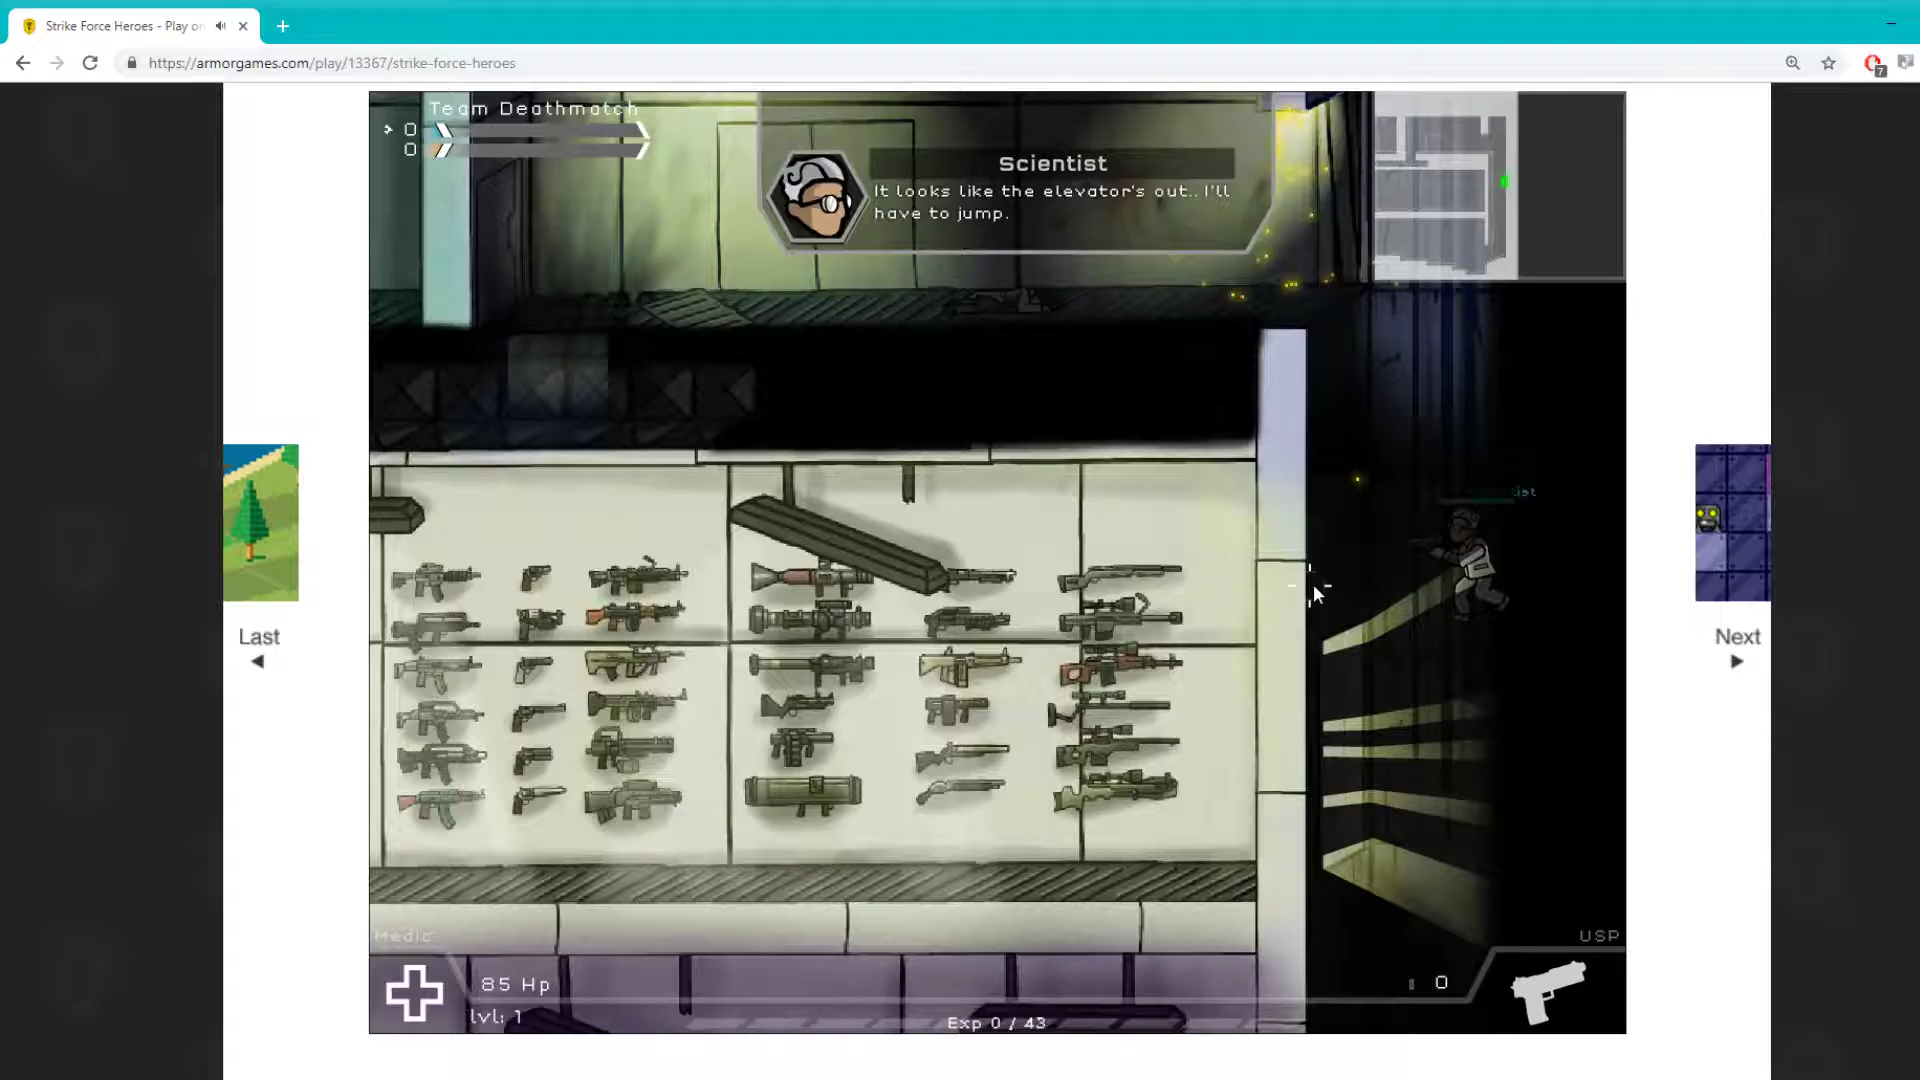 Strike Force Heroes - Play on
https://armorgames.com/play/13367/strike-force-heroes
7
Team Deathmatch
0
0
Scientist
It looks like the elevator's out.. I'll
have to jump.
Last
Next
Medic
USP
85 Hp
0
lvl: 1
Exp 0 / 43